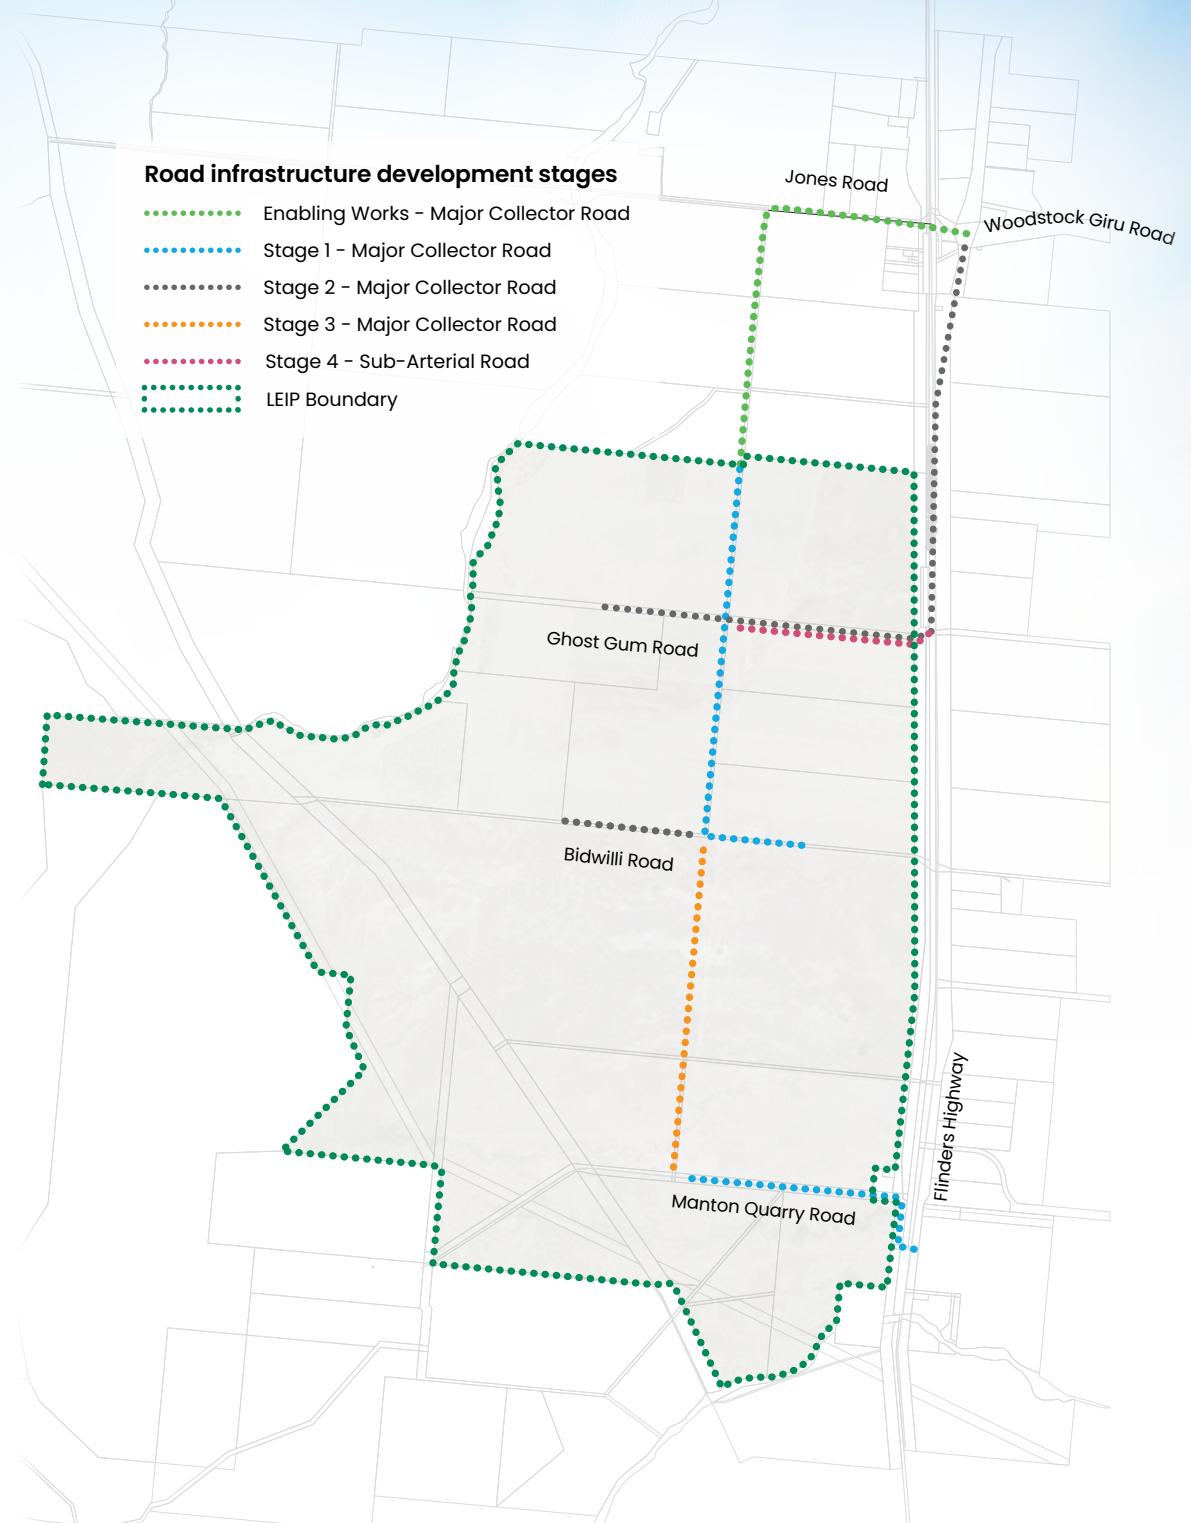 Road infrastructure development stages
Enabling Works - Major Collector Road
Stage 1 - Major Collector Road
Stage 2 - Major Collector Road
Stage 3 - Major Collector Road
Stage 4 - Sub-Arterial Road
LEIP Boundary
Jones Road
Woodstock Giru Road
Ghost Gum Road
Bidwilli Road
Flinders Highway
Manton Quarry Road